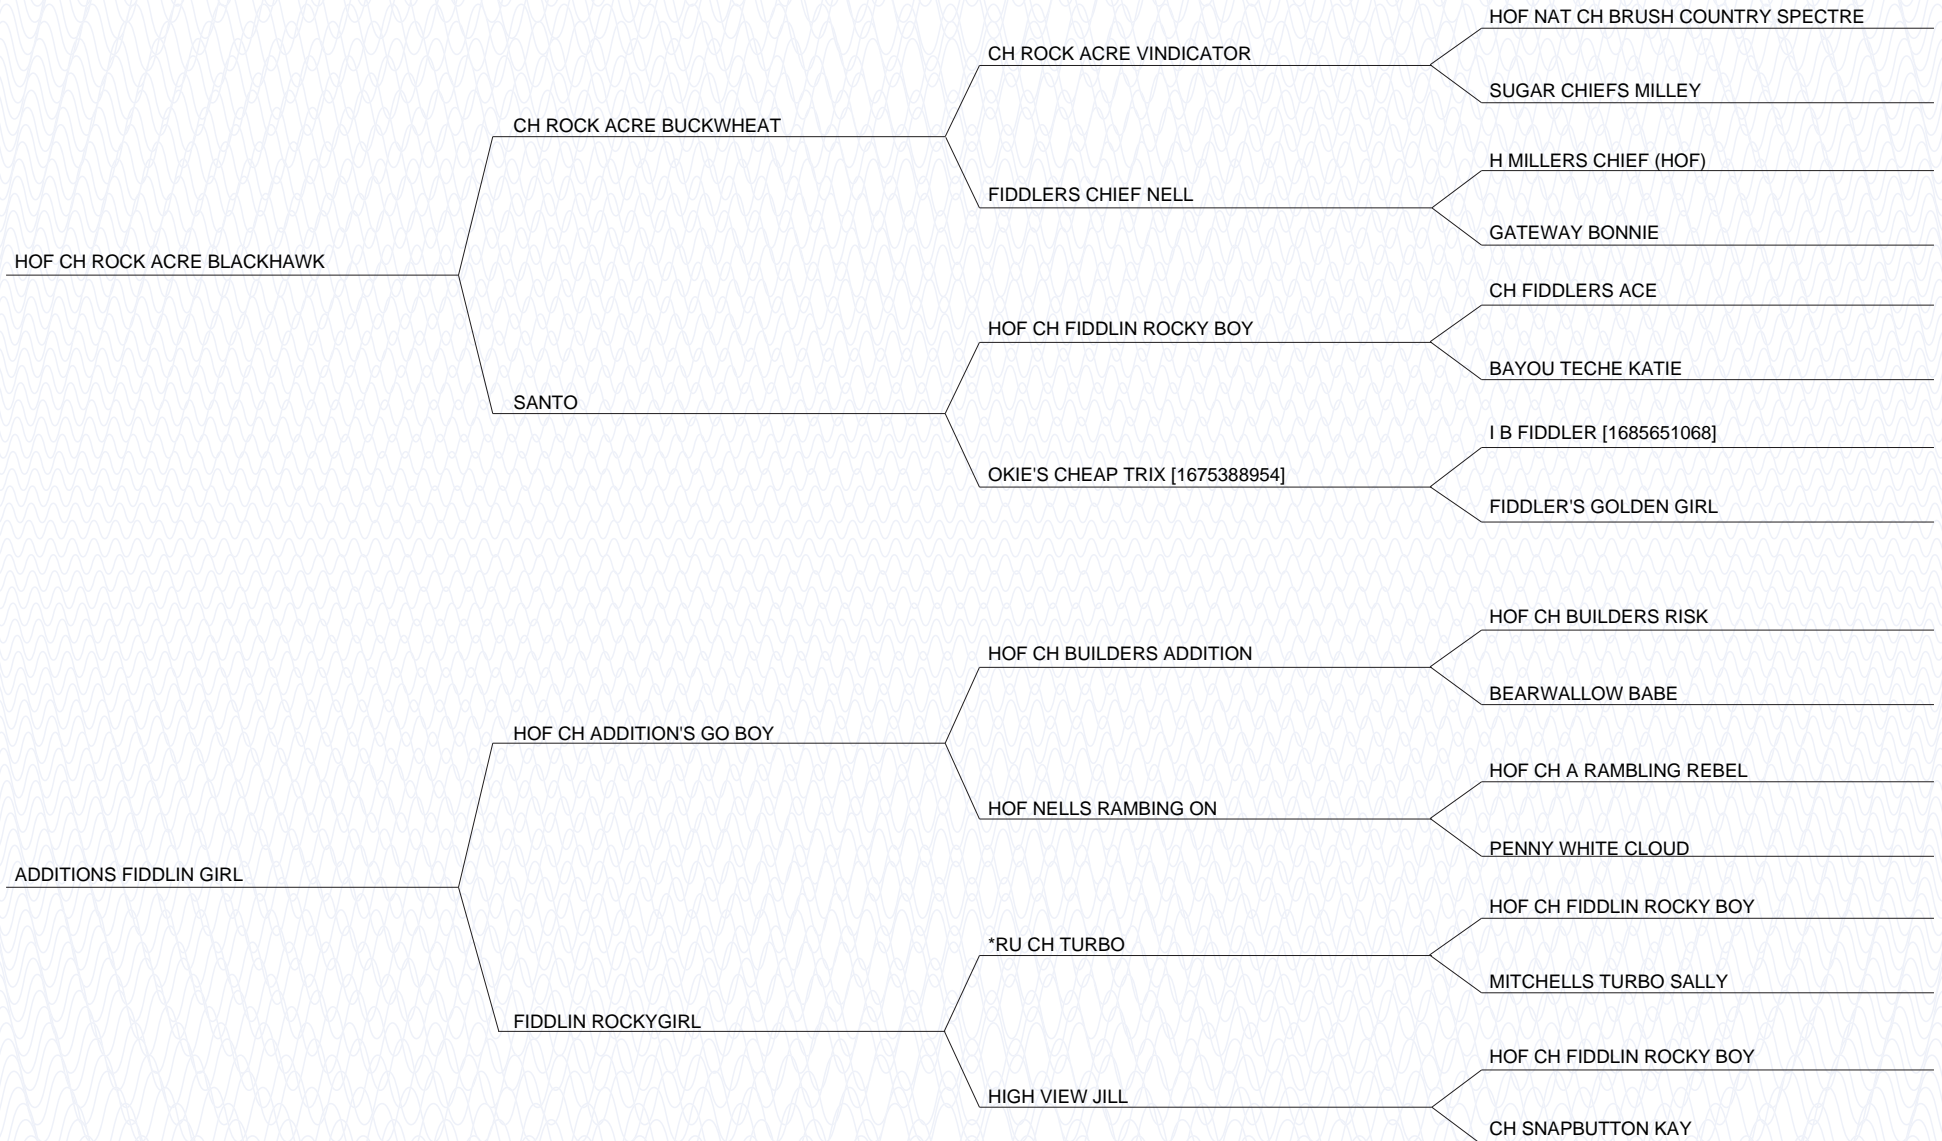 HOF NAT CH BRUSH COUNTRY SPECTRE
CH ROCK ACRE VINDICATOR
SUGAR CHIEFS MILLEY
CH ROCK ACRE BUCKWHEAT
H MILLERS CHIEF (HOF)
FIDDLERS CHIEF NELL
GATEWAY BONNIE
HOF CH ROCK ACRE BLACKHAWK
CH FIDDLERS ACE
HOF CH FIDDLIN ROCKY BOY
BAYOU TECHE KATIE
SANTO
I B FIDDLER [1685651068]
OKIE'S CHEAP TRIX [1675388954]
FIDDLER'S GOLDEN GIRL
HOF CH BUILDERS RISK
HOF CH BUILDERS ADDITION
BEARWALLOW BABE
HOF CH ADDITION'S GO BOY
HOF CH A RAMBLING REBEL
HOF NELLS RAMBING ON
PENNY WHITE CLOUD
ADDITIONS FIDDLIN GIRL
HOF CH FIDDLIN ROCKY BOY
*RU CH TURBO
MITCHELLS TURBO SALLY
FIDDLIN ROCKYGIRL
HOF CH FIDDLIN ROCKY BOY
HIGH VIEW JILL
CH SNAPBUTTON KAY